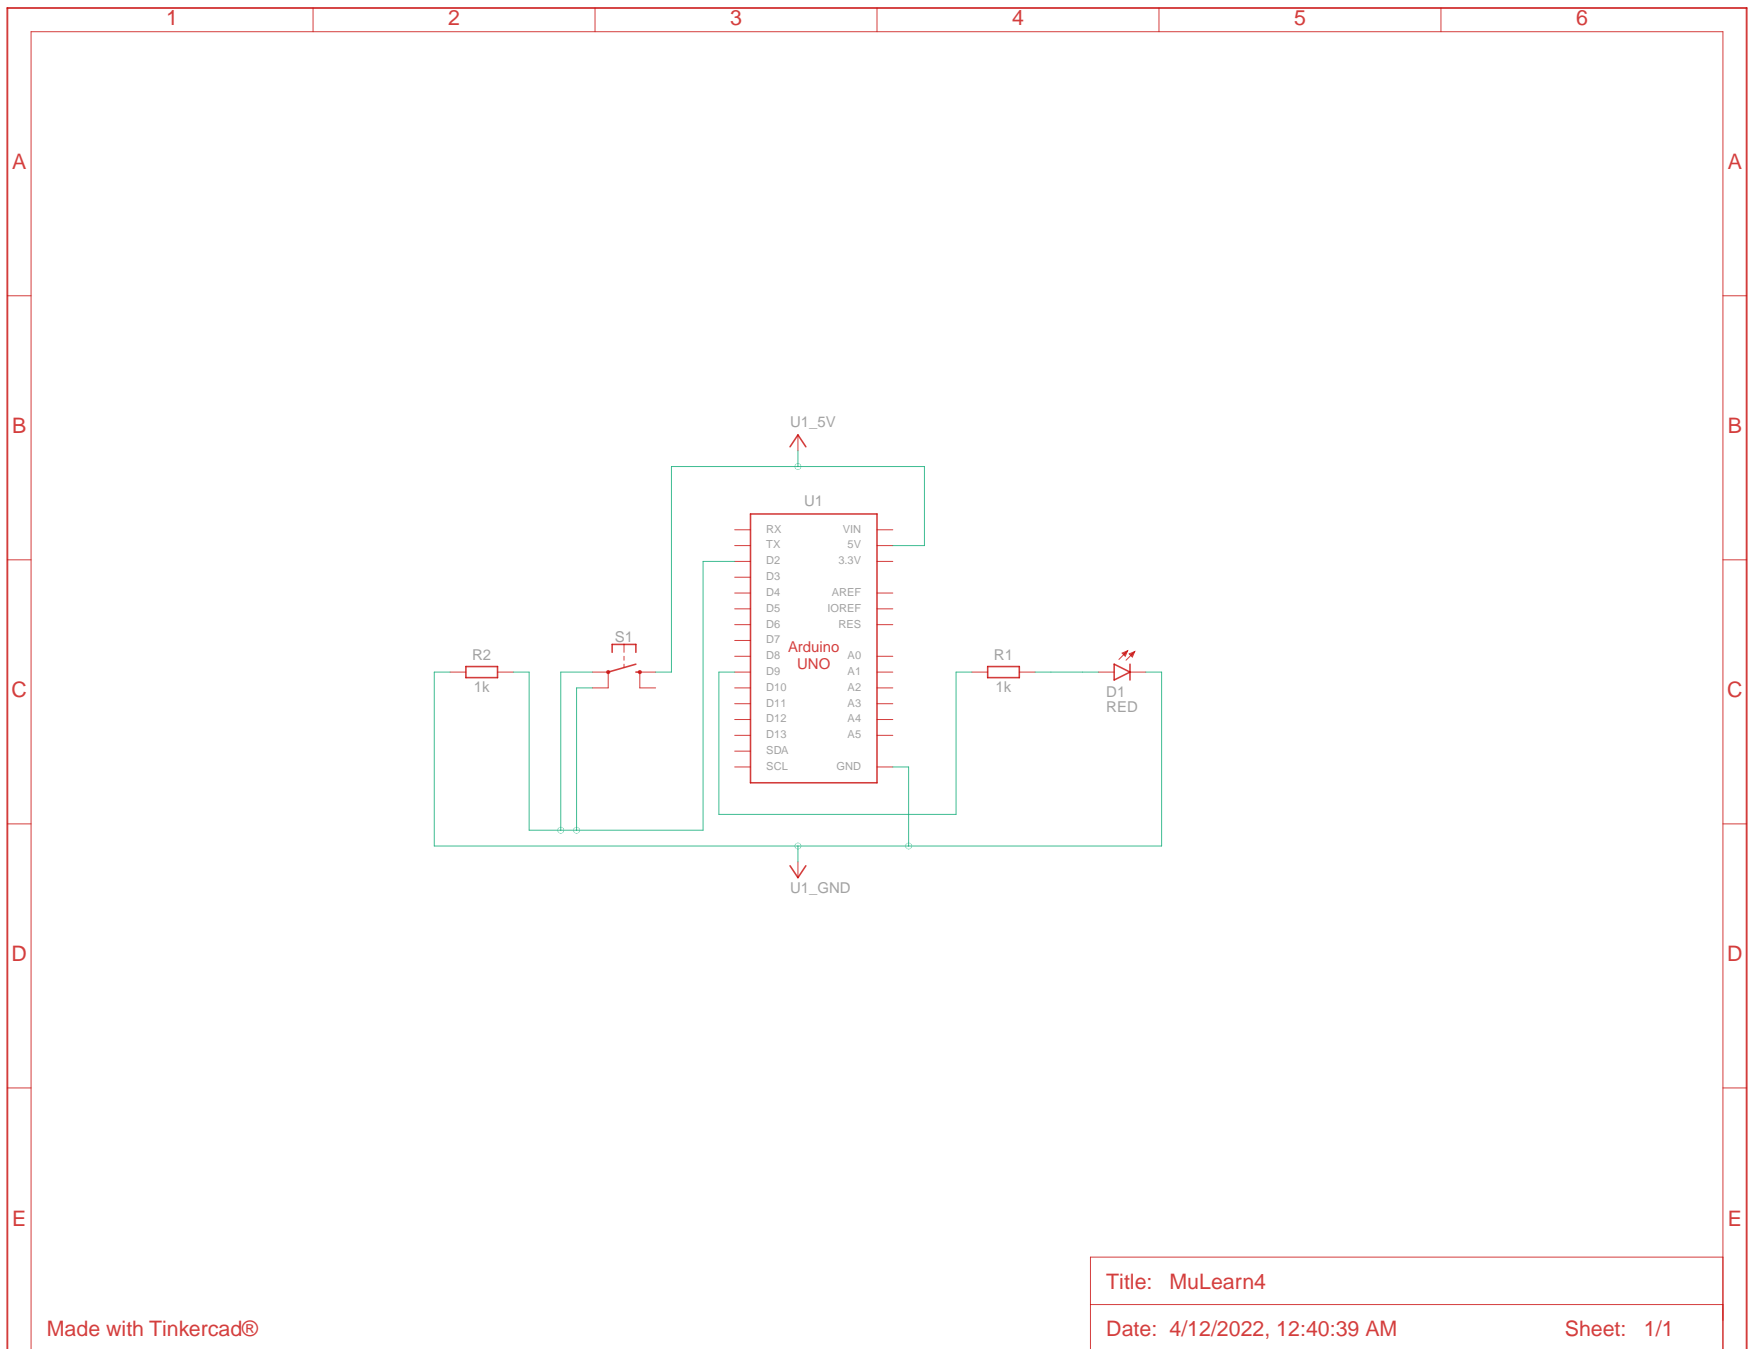 1 2 3 4 5 6
A A
B B
U1_5V
U1
RX VIN
TX 5V
D2 3.3V
D3
D4 AREF
D5 IOREF
D6 RES
D7
D8 A0
D9 A1
D10 A2
D11 A3
D12 A4
D13 A5
SDA
SCL GND
Arduino
UNO
S1
R2
1k
R1
1k
D1
RED
C C
U1_GND
D D
E E
Title: MuLearn4
Made with Tinkercad®
Date: 4/12/2022, 12:40:39 AM Sheet: 1/1